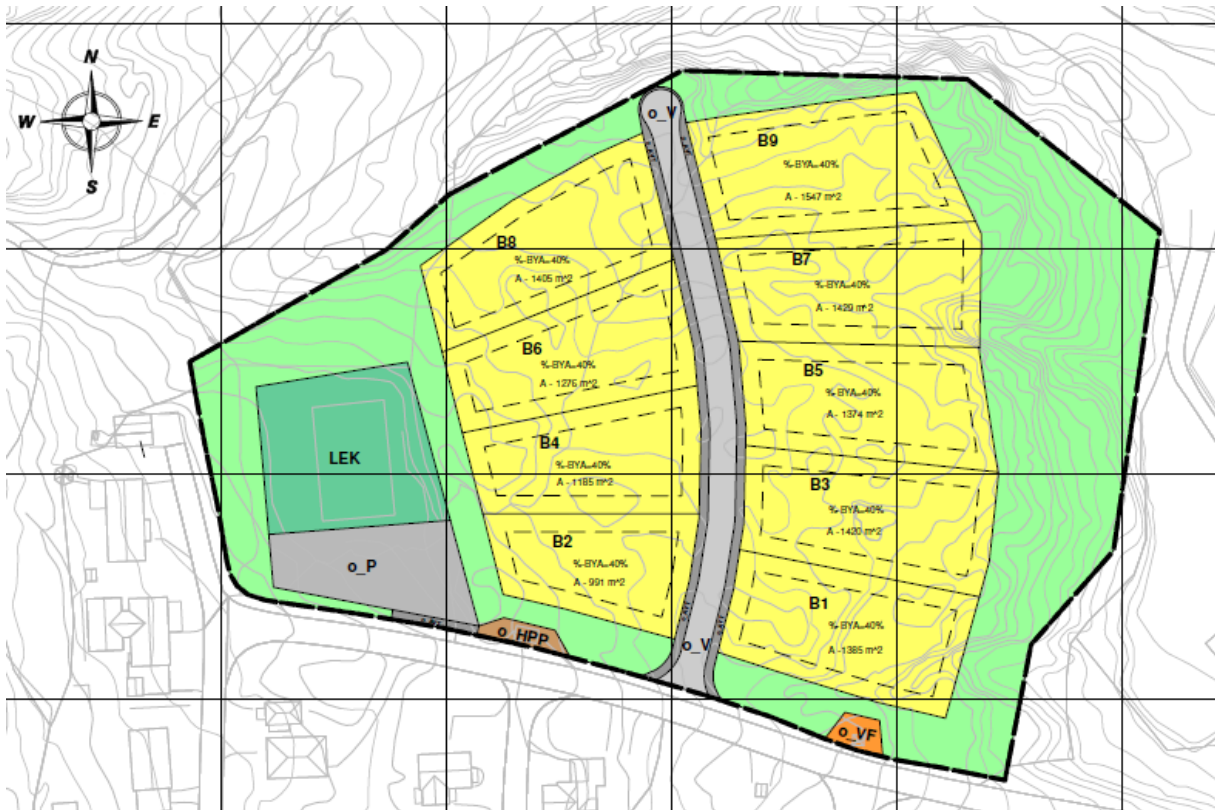 N
W
E
S
o_V
B9
%-BYA=40%
A - 1547 m^2
B8
%-BYA=40%
A - 1405 m^2
B7
%-BYA=40%
A - 1429 m^2
B6
%-BYA=40%
A - 1276 m^2
B5
%-BYA=40%
A - 1374 m^2
B4
%-BYA=40%
A - 1185 m^2
LEK
B3
%-BYA=40%
A - 1420 m^2
B2
%-BYA=40%
A - 991 m^2
o_P
B1
%-BYA=40%
A - 1385 m^2
o_HPP
o_V
o_VF